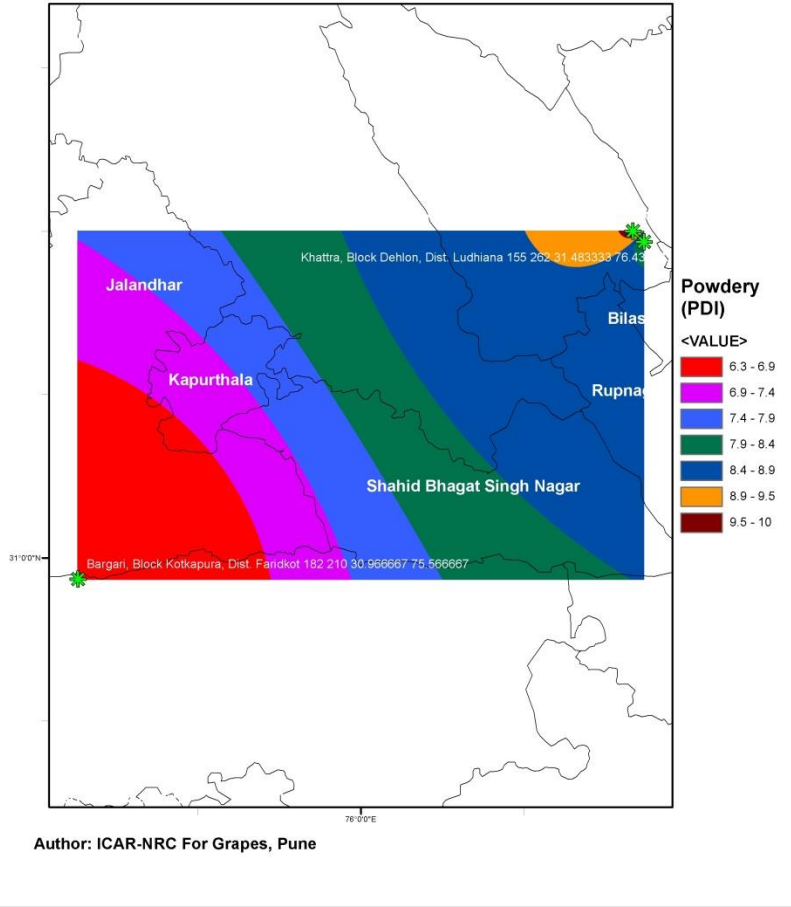 Khattra, Block Dehlon, Dist. Ludhiana 155 262 31.483333 76.43
Jalandhar
Powdery
(PDI)
Bilas
<VALUE>
6.3 - 6.9
Kapurthala
Rupnag
6.9 - 7.4
7.4 - 7.9
7.9 - 8.4
8.4 - 8.9
Shahid Bhagat Singh Nagar
8.9 - 9.5
9.5 - 10
31°0'0"N
Bargari, Block Kotkapura, Dist. Faridkot 182 210 30.966667 75.566667
76°0'0"E
Author: ICAR-NRC For Grapes, Pune